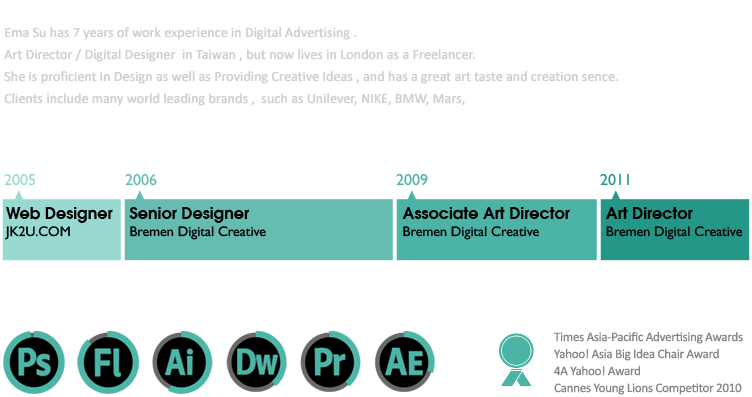 Ema Su has 7 years of work experience in Digital Advertising .
Art Director / Digital Designer  in Taiwan , but now lives in London as a Freelancer.
She is proficient in Design as well as Providing Creative Ideas , and has a great art taste and creation sence.
Clients include many world leading brands ,  such as Unilever, NIKE, BMW, Mars,
2005 2006 2009 2011
Web Designer Senior Designer Associate Art Director Art Director
JK2U.COM Bremen Digital Creative Bremen Digital Creative Bremen Digital Creative
Ps Fl Ai Dw Pr AE
Times Asia-Pacific Advertising Awards
Yahoo! Asia Big Idea Chair Award
4A Yahoo! Award
Cannes Young Lions Competitor 2010